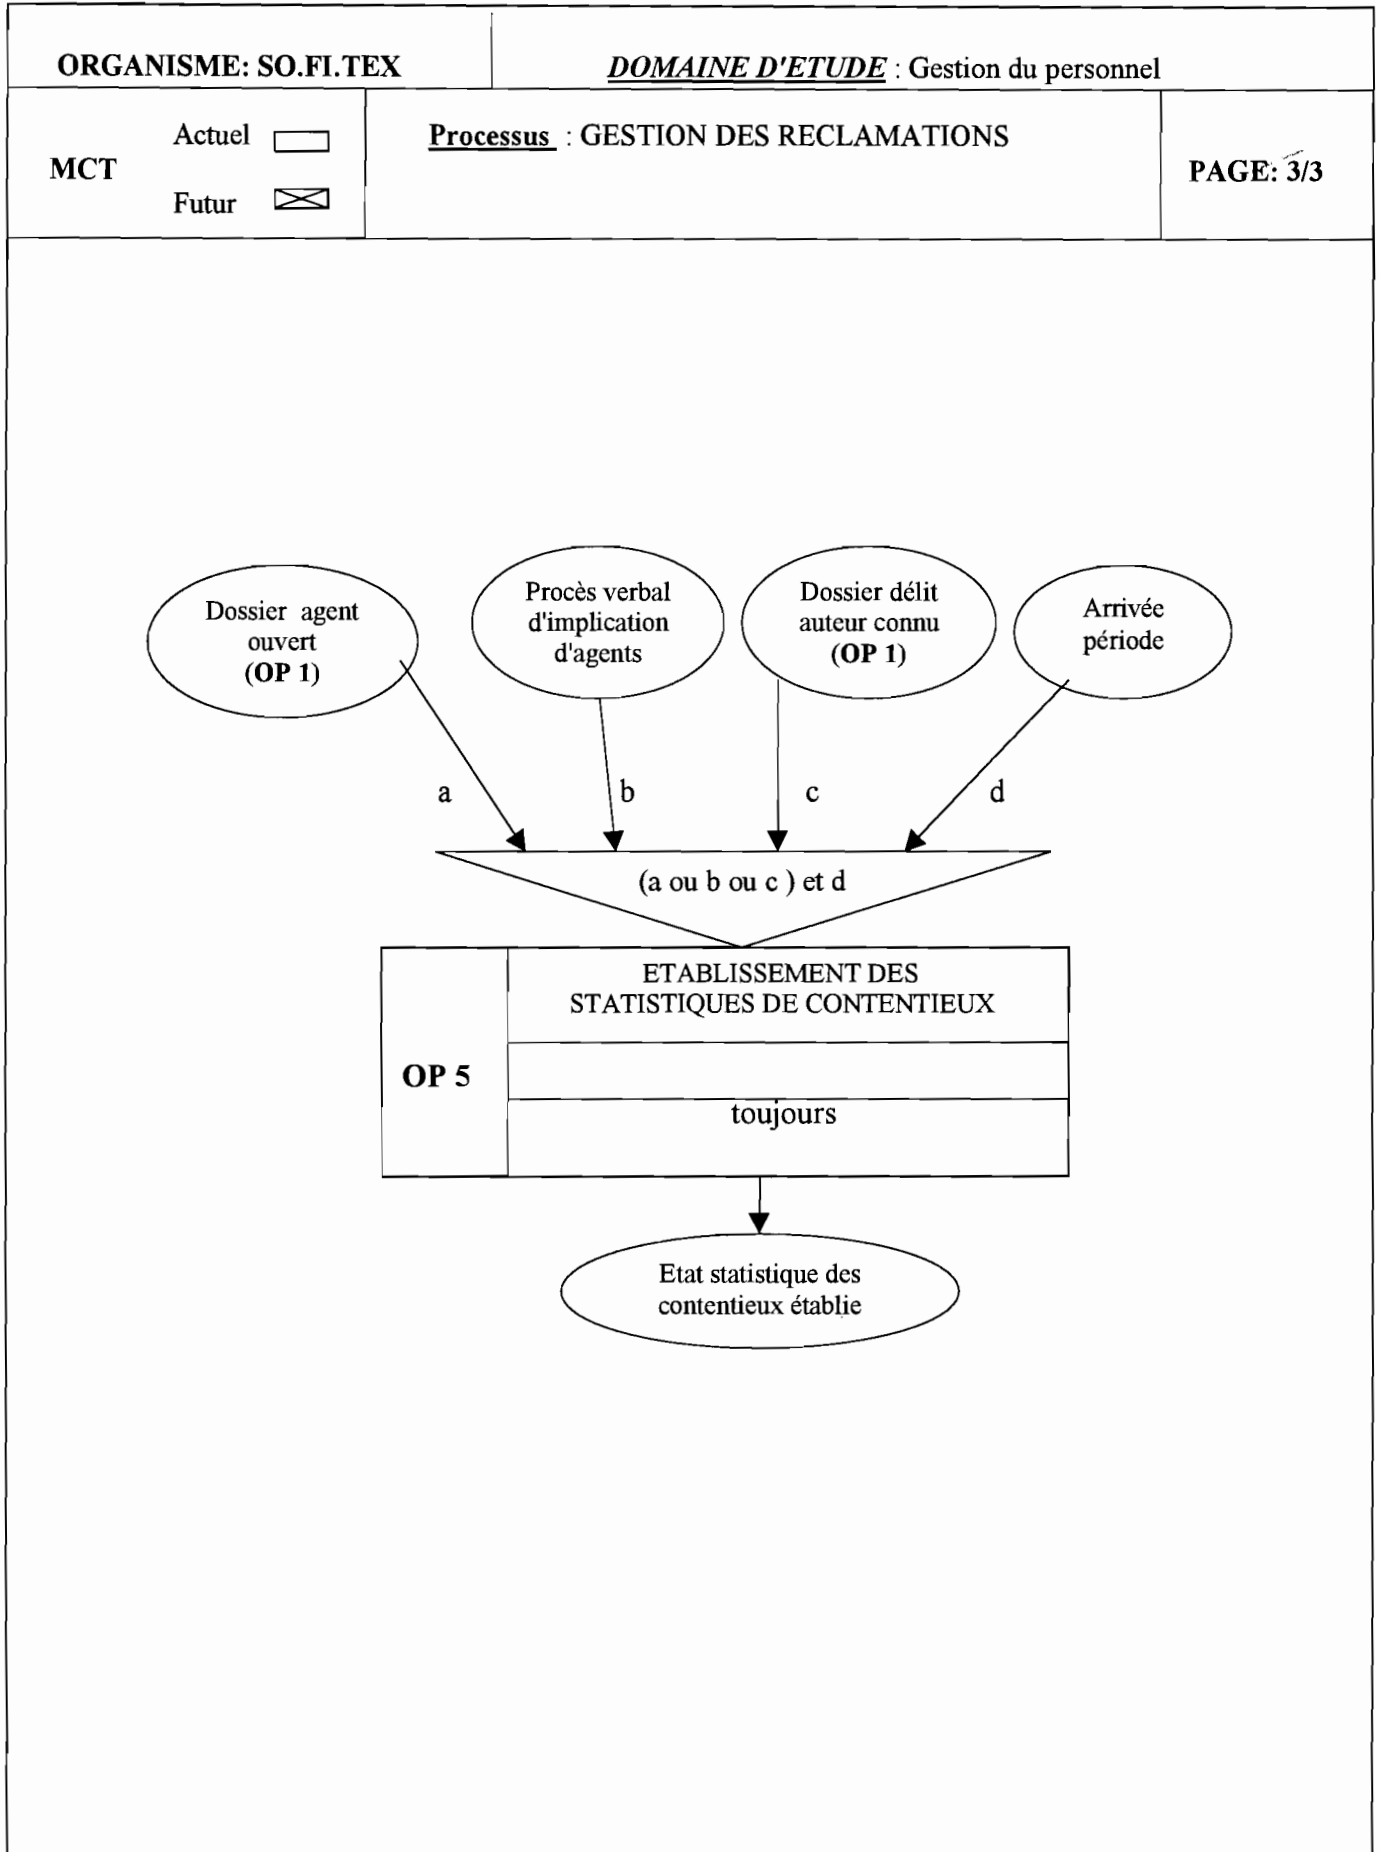 ORGANISME: SO.FI.TEX
DOMAINE D'ETUDE : Gestion du personnel
MCT
Actuel
Futur
Processus : GESTION DES RECLAMATIONS
PAGE: 3/3
Dossier agent
ouvert
(OP 1)
Procès verbal
d'implication
d'agents
Dossier délit
auteur connu
(OP 1)
Arrivée
période
a
b
c
d
(a ou b ou c ) et d
OP 5
ETABLISSEMENT DES
STATISTIQUES DE CONTENTIEUX
toujours
Etat statistique des
contentieux établie